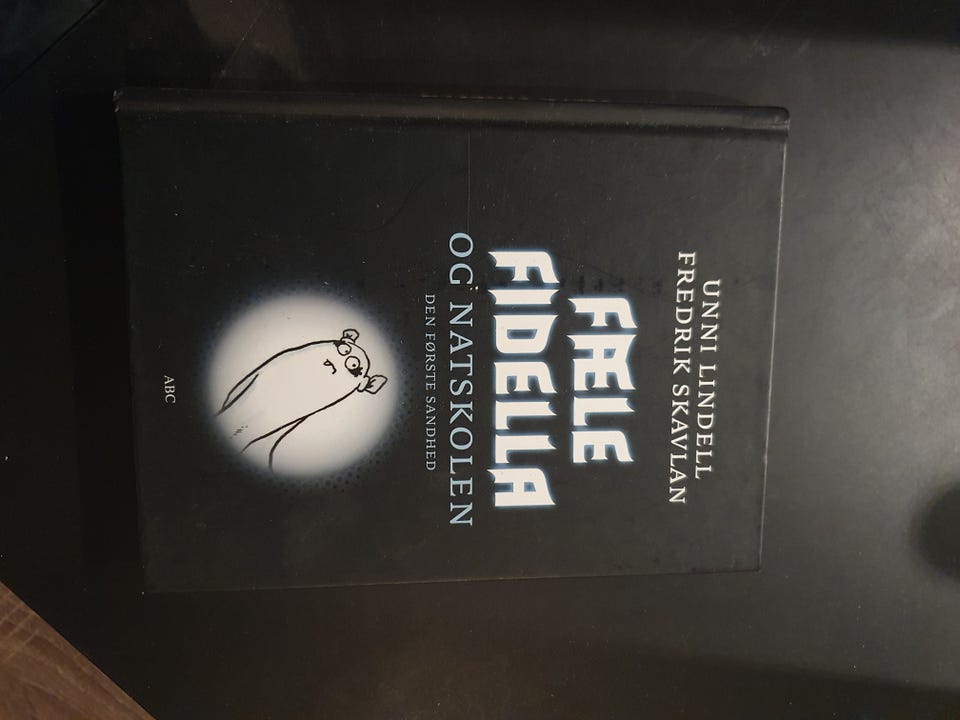 UNNI LINDELL
FREDRIK SKAVLAN
FÆLE
FIDELLA
OG NATSKOLEN
DEN FØRSTE SANDHED
ABC